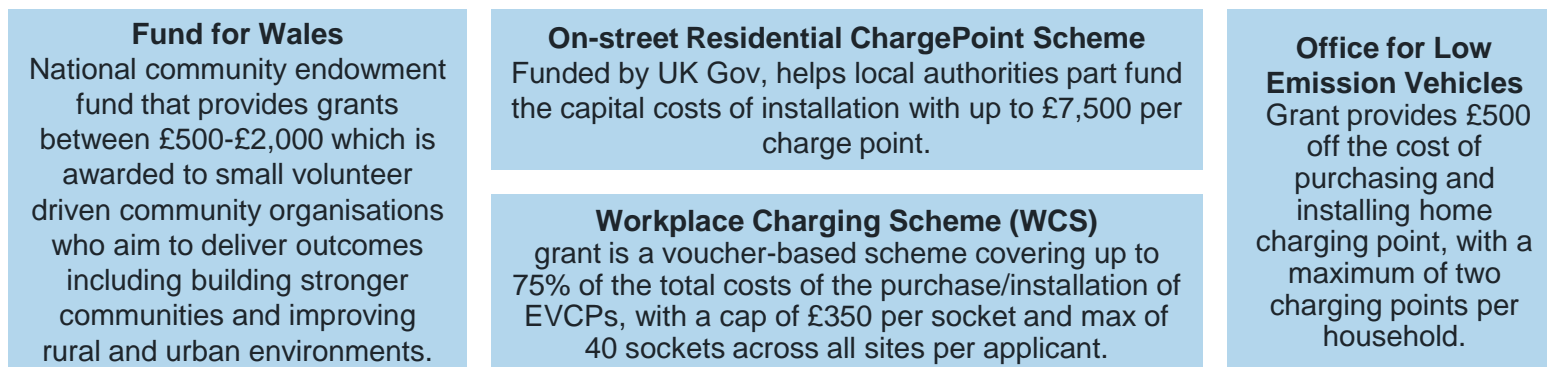 Fund for Wales
National community endowment
fund that provides grants
between £500-£2,000 which is
awarded to small volunteer
driven community organisations
who aim to deliver outcomes
including building stronger
communities and improving
rural and urban environments.
On-street Residential ChargePoint Scheme
Funded by UK Gov, helps local authorities part fund
the capital costs of installation with up to £7,500 per
charge point.
Workplace Charging Scheme (WCS)
grant is a voucher-based scheme covering up to
75% of the total costs of the purchase/installation of
EVCPs, with a cap of £350 per socket and max of
40 sockets across all sites per applicant.
Office for Low
Emission Vehicles
Grant provides £500
off the cost of
purchasing and
installing home
charging point, with a
maximum of two
charging points per
household.